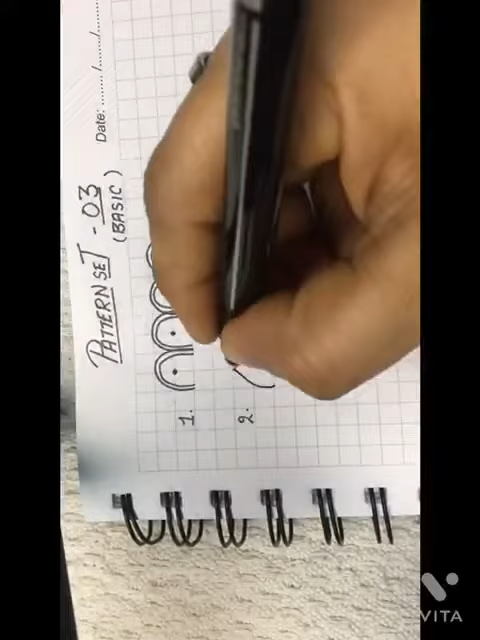 Date: ......../......../........
PATTERN SET - 03
(BASIC)
1.
2.
VITA